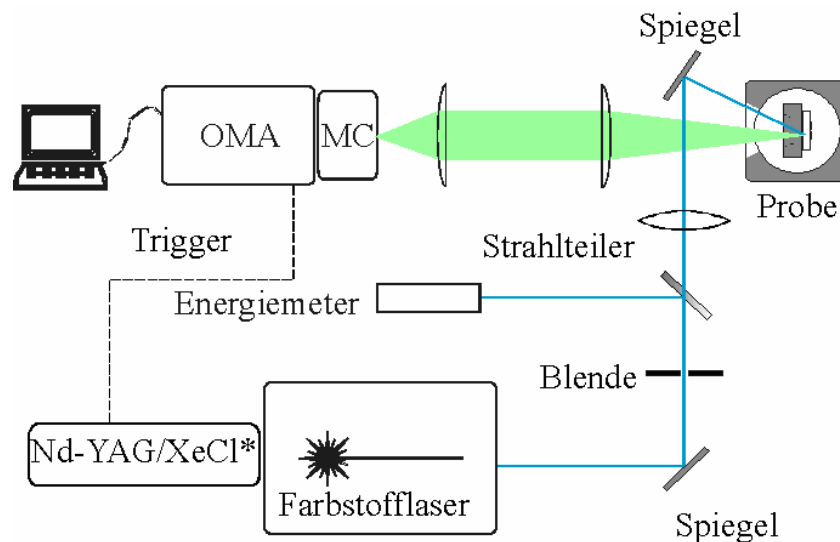 Spiegel
OMA
MC
Probe
Trigger
Strahlteiler
Energiemeter
Blende
Nd-YAG/XeCl*
Farbstofflaser
Spiegel